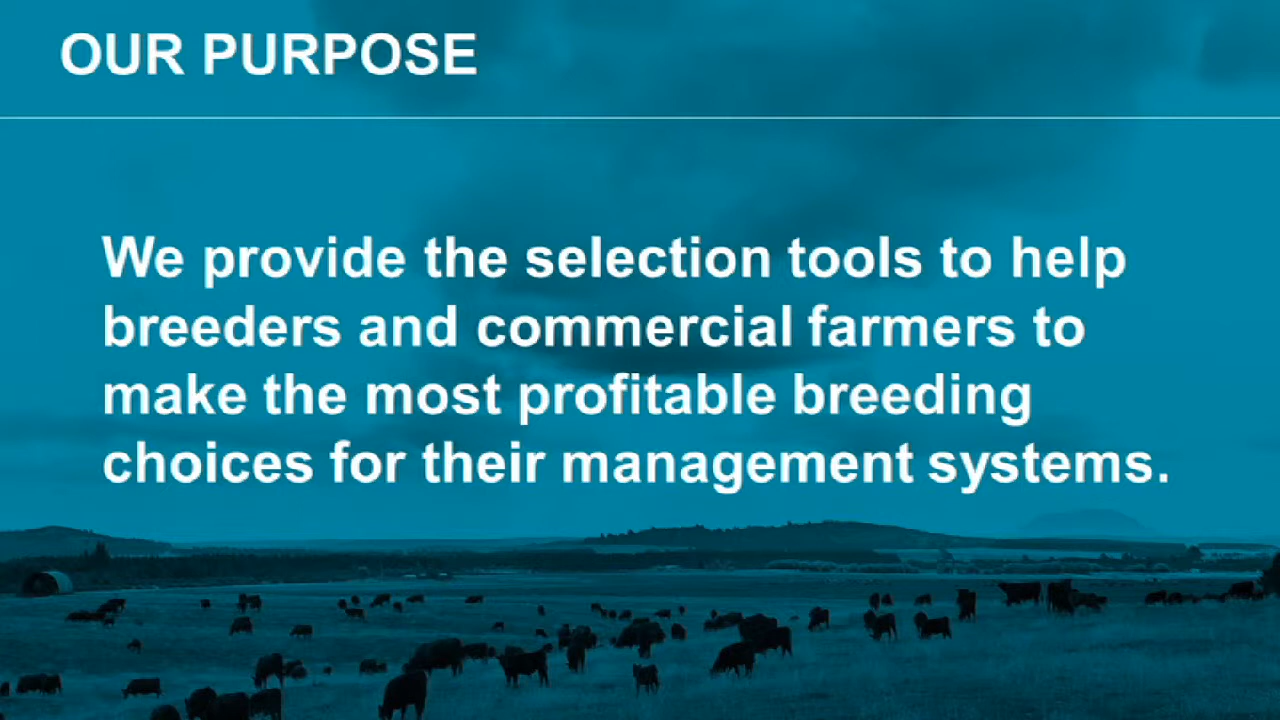 OUR PURPOSE
We provide the selection tools to help
breeders and commercial farmers to
make the most profitable breeding
choices for their management systems.